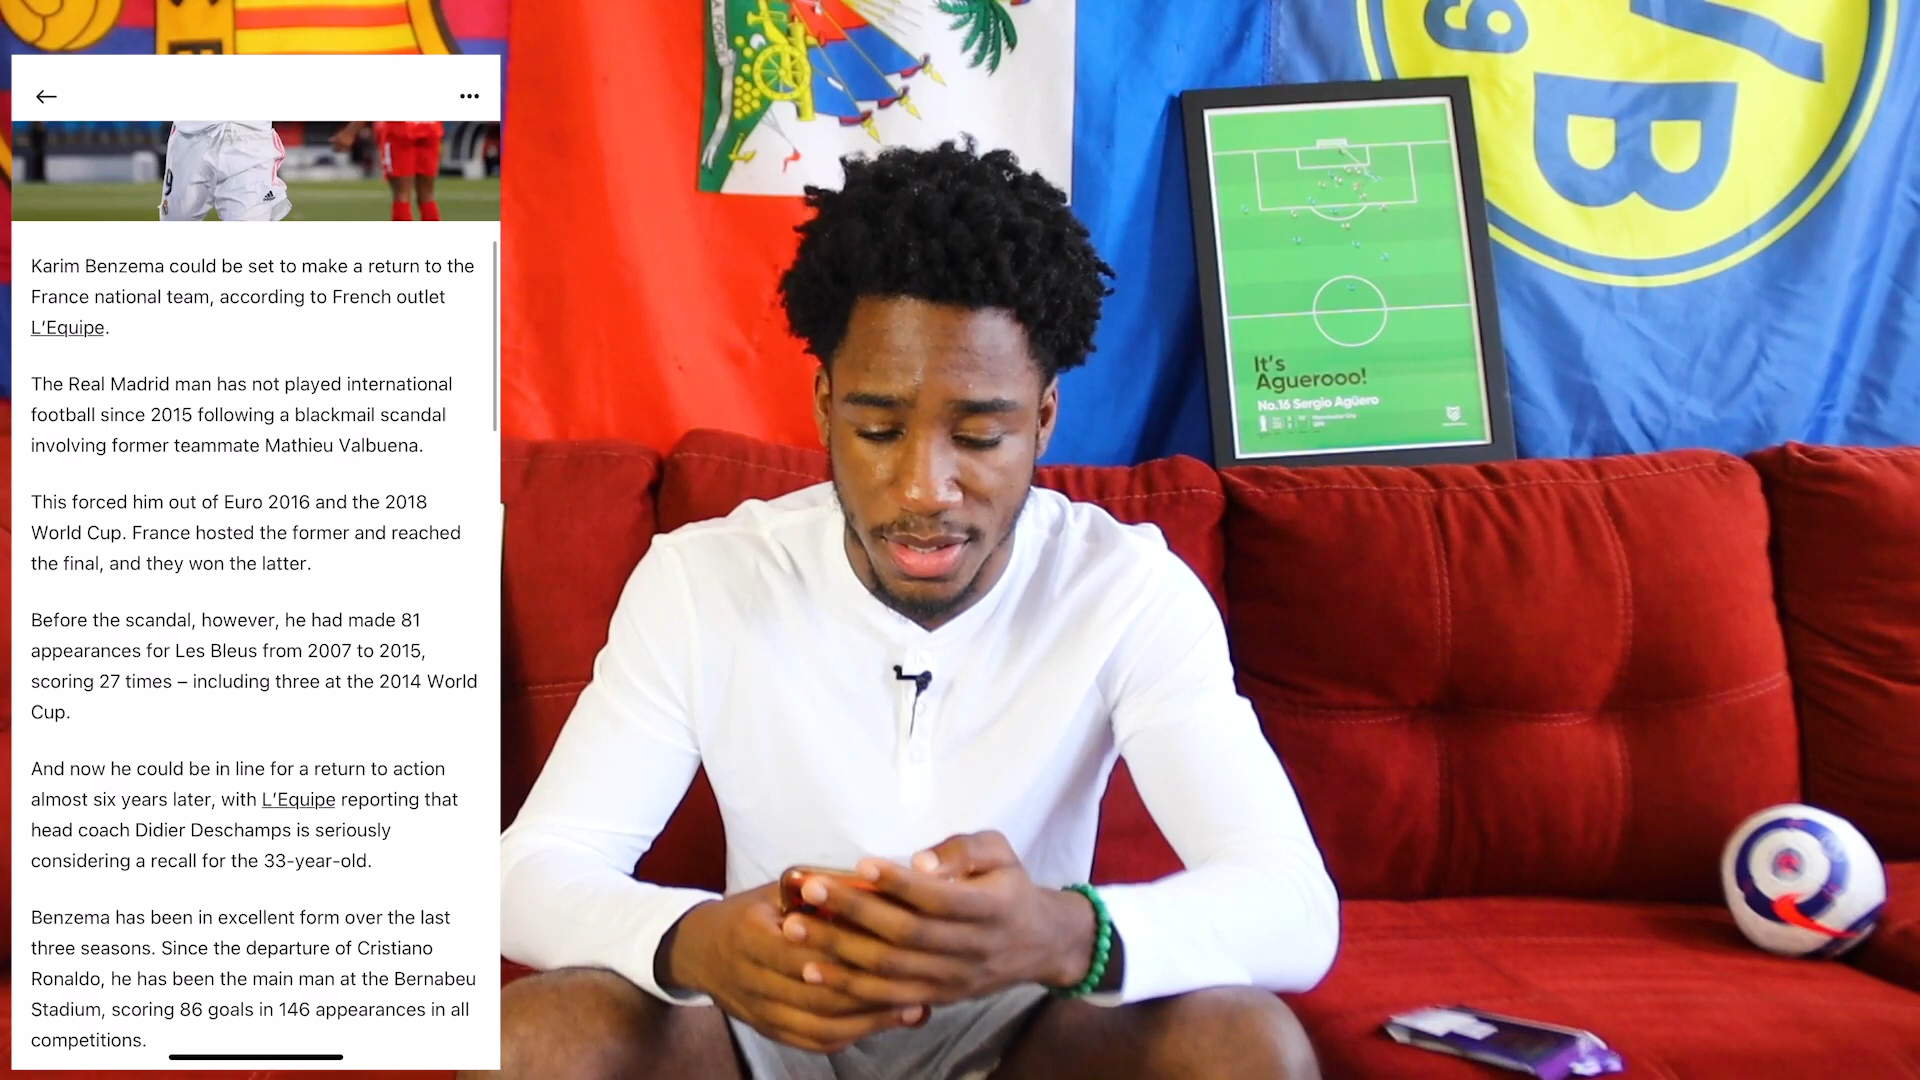 Karim Benzema could be set to make a return to the
France national team, according to French outlet
L'Equipe.
The Real Madrid man has not played international
football since 2015 following a blackmail scandal
involving former teammate Mathieu Valbuena.
This forced him out of Euro 2016 and the 2018
World Cup. France hosted the former and reached
the final, and they won the latter.
Before the scandal, however, he had made 81
appearances for Les Bleus from 2007 to 2015,
scoring 27 times – including three at the 2014 World
Cup.
And now he could be in line for a return to action
almost six years later, with L'Equipe reporting that
head coach Didier Deschamps is seriously
considering a recall for the 33-year-old.
Benzema has been in excellent form over the last
three seasons. Since the departure of Cristiano
Ronaldo, he has been the main man at the Bernabeu
Stadium, scoring 86 goals in 146 appearances in all
competitions.
It's
Aguerooo!
No.16 Sergio Agüero
VB
09